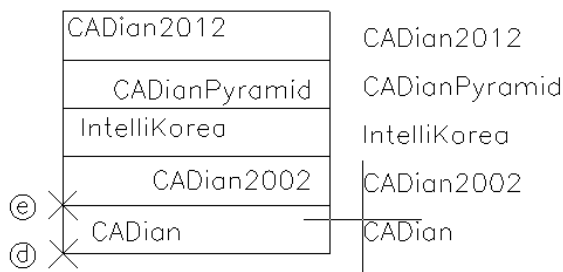 CADian2012 CADian2012
CADianPyramid CADianPyramid
IntelliKorea IntelliKorea
CADian2002 CADian2002
ⓔ
CADian CADian
ⓓ